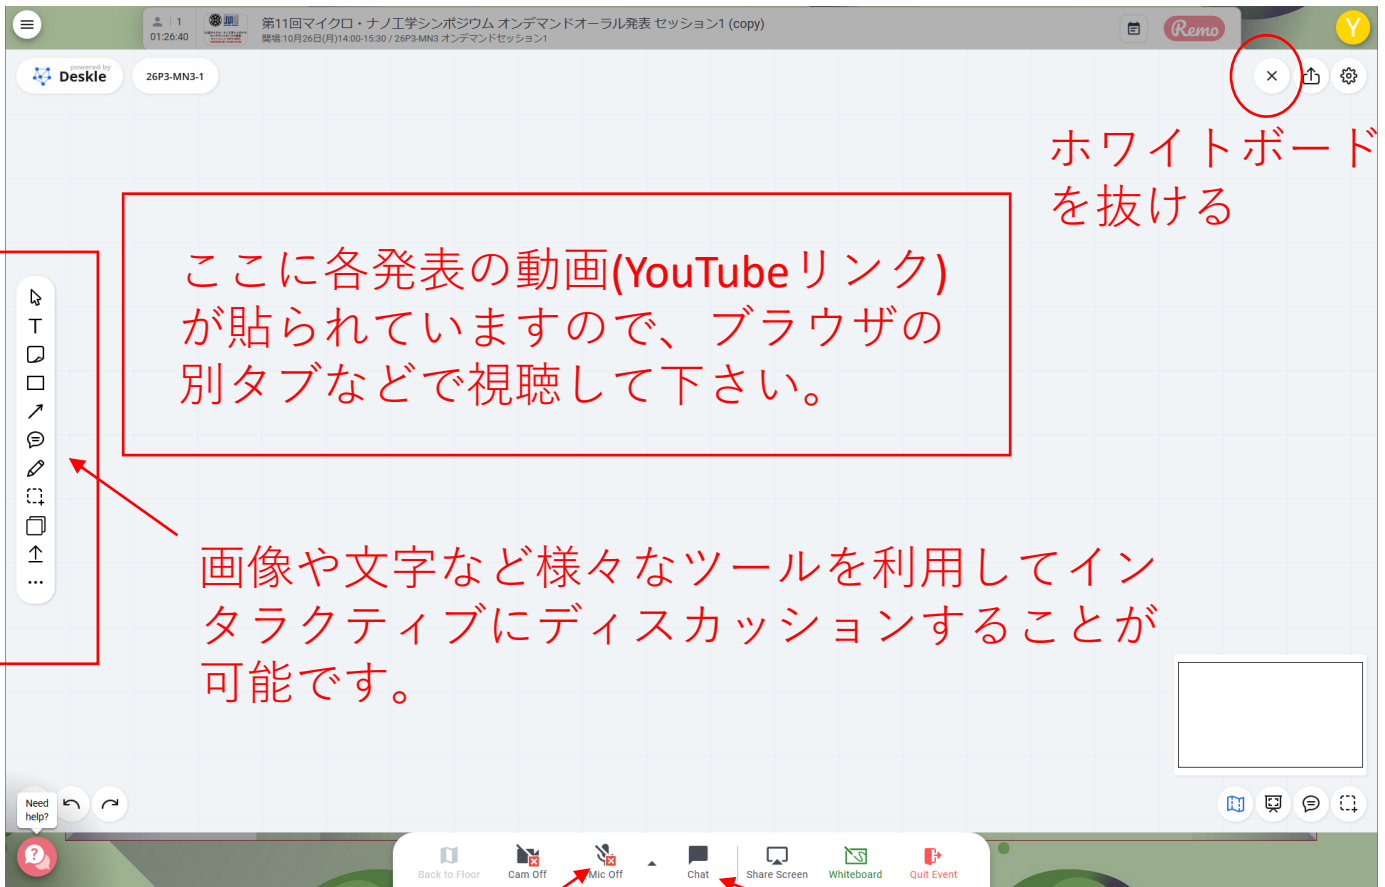 1
01:26:40
第11回マイクロ・ナノ工学シンポジウム オンデマンドオーラル発表 セッション1 (copy)
開場:10月26日(月)14:00-15:30 / 26P3-MN3 オンデマンドセッション1
Remo
Y
powered by
Deskle
26P3-MN3-1
ホワイトボード
を抜ける
ここに各発表の動画(YouTubeリンク)
が貼られていますので、ブラウザの
別タブなどで視聴して下さい。
T
画像や文字など様々なツールを利用してイン
タラクティブにディスカッションすることが
可能です。
Need
help?
Back to Floor
Cam Off
Mic Off
Chat
Share Screen
Whiteboard
Quit Event